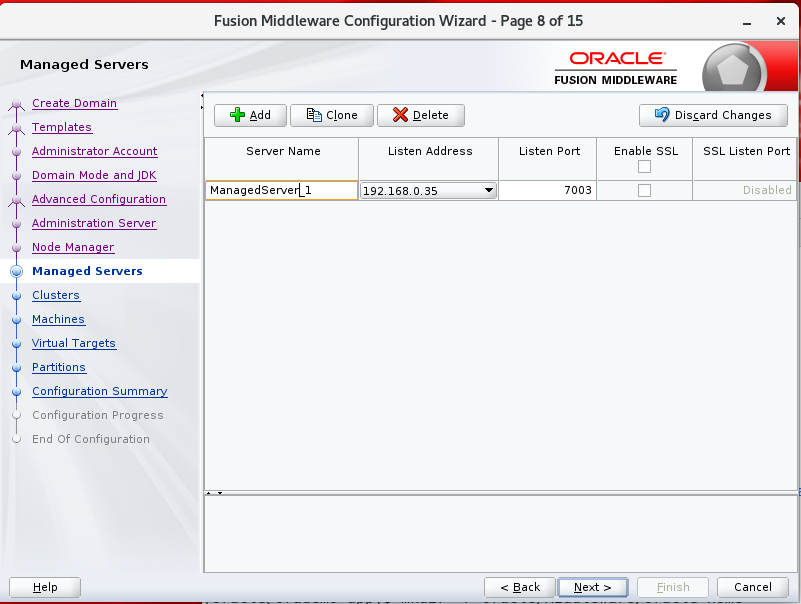 Fusion Middleware Configuration Wizard - Page 8 of 15
Managed Servers
ORACLE
FUSION MIDDLEWARE
Create Domain
Templates
Administrator Account
Domain Mode and JDK
Advanced Configuration
Administration Server
Node Manager
Managed Servers
Clusters
Machines
Virtual Targets
Partitions
Configuration Summary
Configuration Progress
End Of Configuration
Add Clone Delete Discard Changes
Server Name Listen Address Listen Port Enable SSL SSL Listen Port
ManagedServer_1 192.168.0.35 7003 Disabled
Help < Back Next > Finish Cancel